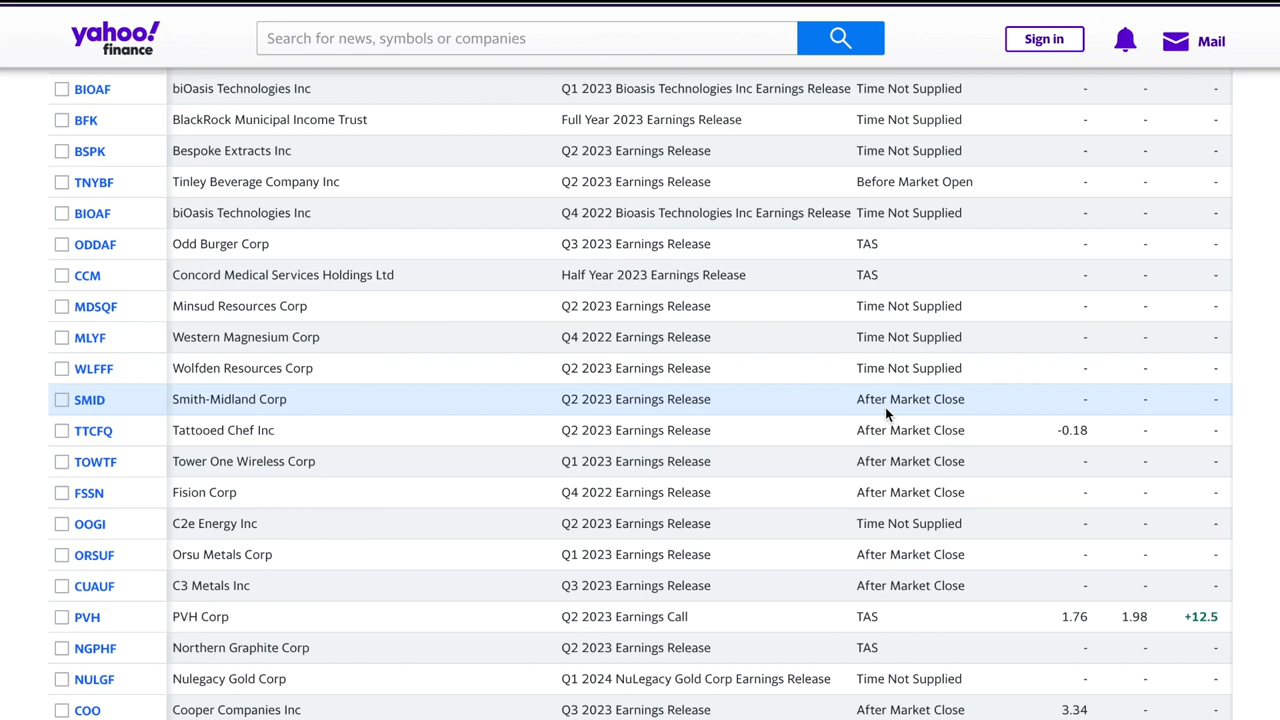 yahoo!
finance
Search for news, symbols or companies
Sign in
Mail
BIOAF biOasis Technologies Inc Q1 2023 Bioasis Technologies Inc Earnings Release Time Not Supplied - - -
BFK BlackRock Municipal Income Trust Full Year 2023 Earnings Release Time Not Supplied - - -
BSPK Bespoke Extracts Inc Q2 2023 Earnings Release Time Not Supplied - - -
TNYBF Tinley Beverage Company Inc Q2 2023 Earnings Release Before Market Open - - -
BIOAF biOasis Technologies Inc Q4 2022 Bioasis Technologies Inc Earnings Release Time Not Supplied - - -
ODDAF Odd Burger Corp Q3 2023 Earnings Release TAS - - -
CCM Concord Medical Services Holdings Ltd Half Year 2023 Earnings Release TAS - - -
MDSQF Minsud Resources Corp Q2 2023 Earnings Release Time Not Supplied - - -
MLYF Western Magnesium Corp Q4 2022 Earnings Release Time Not Supplied - - -
WLFFF Wolfden Resources Corp Q2 2023 Earnings Release Time Not Supplied - - -
SMID Smith-Midland Corp Q2 2023 Earnings Release After Market Close - - -
TTCFQ Tattooed Chef Inc Q2 2023 Earnings Release After Market Close -0.18 - -
TOWTF Tower One Wireless Corp Q1 2023 Earnings Release After Market Close - - -
FSSN Fision Corp Q4 2022 Earnings Release After Market Close - - -
OOGI C2e Energy Inc Q2 2023 Earnings Release Time Not Supplied - - -
ORSUF Orsu Metals Corp Q1 2023 Earnings Release After Market Close - - -
CUAUF C3 Metals Inc Q3 2023 Earnings Release After Market Close - - -
PVH PVH Corp Q2 2023 Earnings Call TAS 1.76 1.98 +12.5
NGPHF Northern Graphite Corp Q2 2023 Earnings Release TAS - - -
NULGF Nulegacy Gold Corp Q1 2024 NuLegacy Gold Corp Earnings Release Time Not Supplied - - -
COO Cooper Companies Inc Q3 2023 Earnings Release After Market Close 3.34 - -